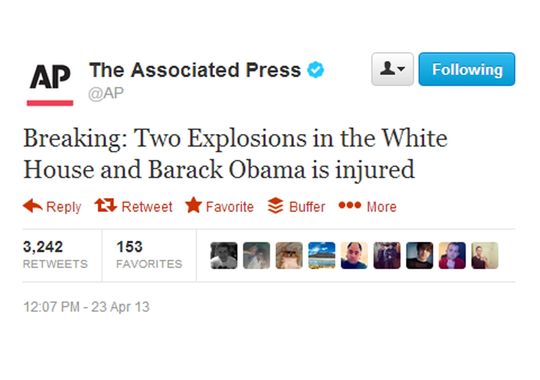 AP
The Associated Press
@AP
Following
Breaking: Two Explosions in the White
House and Barack Obama is injured
Reply Retweet Favorite Buffer More
3,242
RETWEETS
153
FAVORITES
12:07 PM - 23 Apr 13